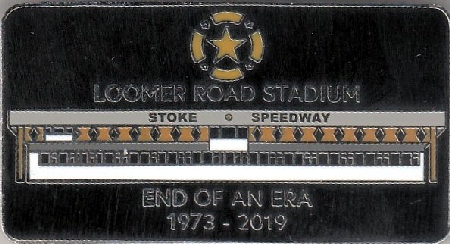 LOOMER ROAD STADIUM
STOKE © SPEEDWAY
END OF AN ERA
1973 - 2019